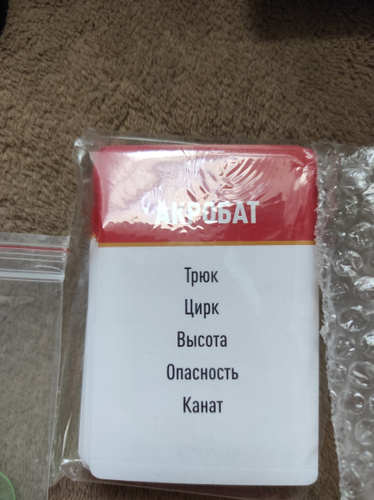 АКРОБАТ
Трюк
Цирк
Высота
Опасность
Канат